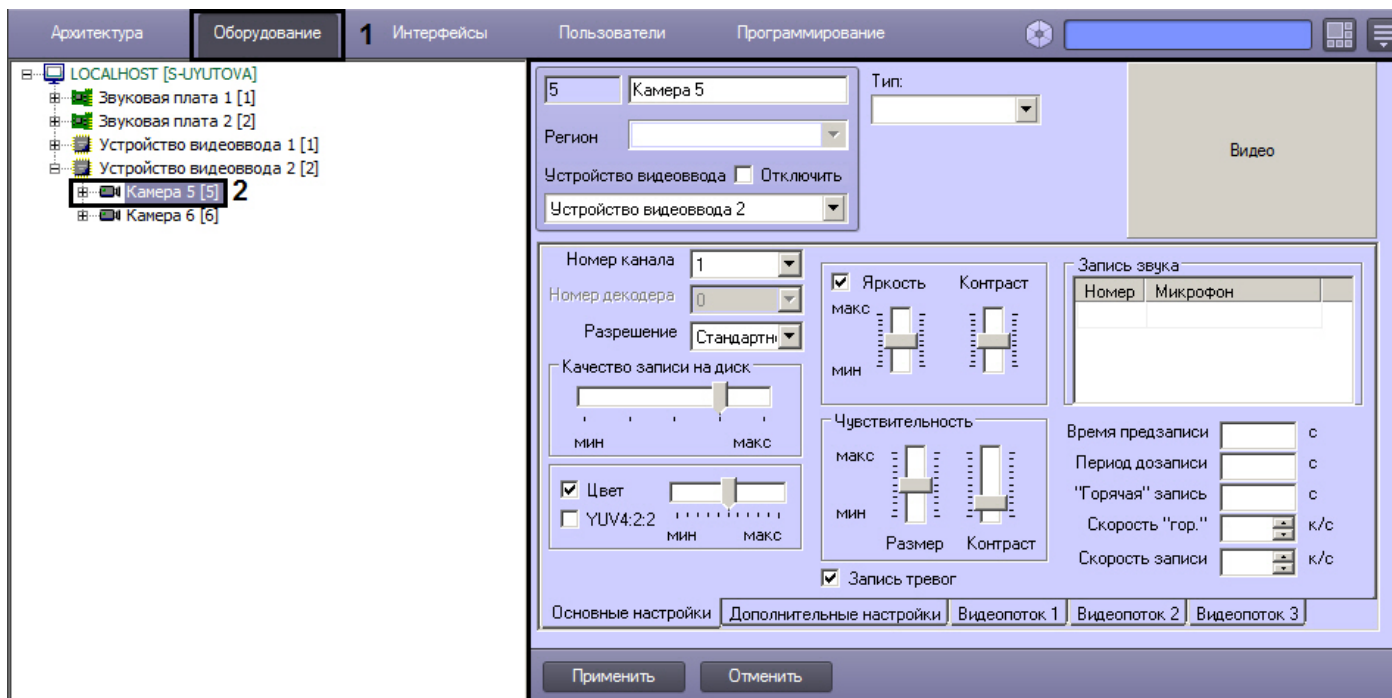 Архитектура Оборудование 1 Интерфейсы Пользователи Программирование
LOCALHOST [S-UYUTOVA]
Звуковая плата 1 [1]
Звуковая плата 2 [2]
Устройство видеоввода 1 [1]
Устройство видеоввода 2 [2]
Камера 5 [5] 2
Камера 6 [6]
5 Камера 5
Тип:
Регион
Устройство видеоввода Отключить
Устройство видеоввода 2
Видео
Номер канала 1
Номер декодера 0
Разрешение Стандартн
Качество записи на диск
мин макс
Цвет
YUV4:2:2
мин макс
Яркость Контраст
макс
мин
Чувствительность
макс
мин
Размер Контраст
Запись тревог
Запись звука
Номер Микрофон
Время предзаписи с
Период дозаписи с
"Горячая" запись с
Скорость "гор." к/с
Скорость записи к/с
Основные настройки Дополнительные настройки Видеопоток 1 Видеопоток 2 Видеопоток 3
Применить Отменить